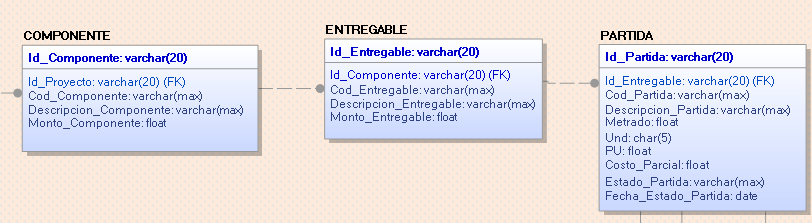 COMPONENTE
Id_Componente: varchar(20)
Id_Proyecto: varchar(20) (FK)
Cod_Componente: varchar(max)
Descripcion_Componente: varchar(max)
Monto_Componente: float
ENTREGABLE
Id_Entregable: varchar(20)
Id_Componente: varchar(20) (FK)
Cod_Entregable: varchar(max)
Descripcion_Entregable: varchar(max)
Monto_Entregable: float
PARTIDA
Id_Partida: varchar(20)
Id_Entregable: varchar(20) (FK)
Cod_Partida: varchar(max)
Descripcion_Partida: varchar(max)
Metrado: float
Und: char(5)
PU: float
Costo_Parcial: float
Estado_Partida: varchar(max)
Fecha_Estado_Partida: date